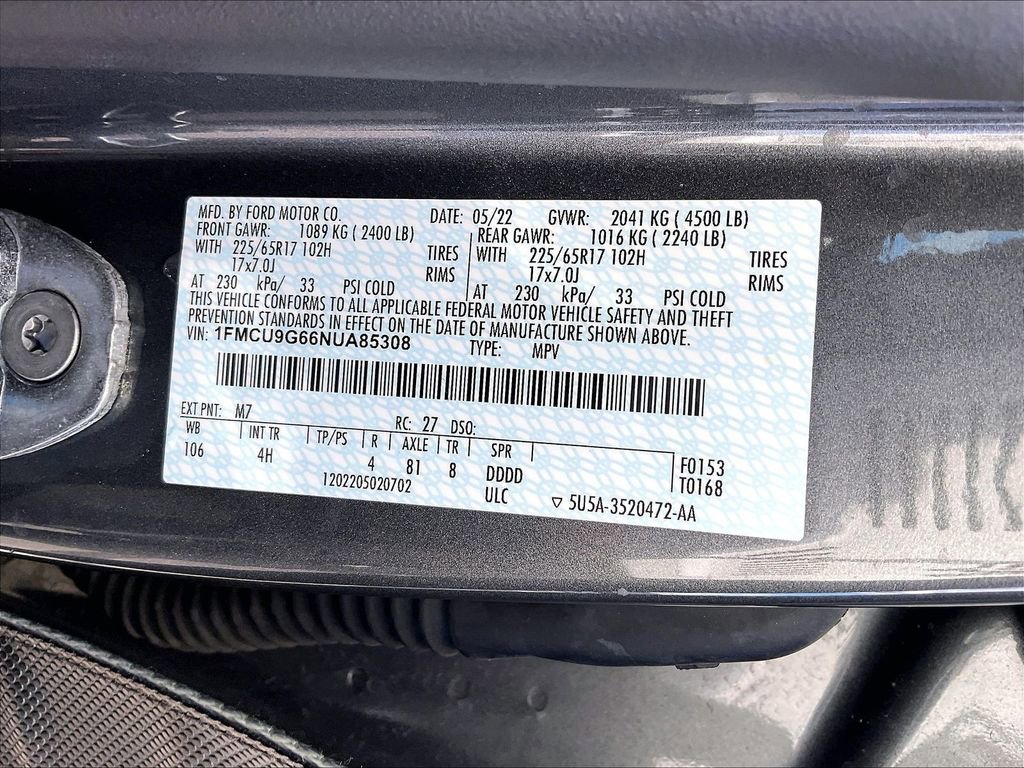 MFD. BY FORD MOTOR CO. DATE: 05/22 GVWR: 2041 KG ( 4500 LB)
FRONT GAWR: 1089 KG ( 2400 LB) REAR GAWR: 1016 KG ( 2240 LB)
WITH 225/65R17 102H TIRES WITH 225/65R17 102H TIRES
17x7.0J RIMS 17x7.0J RIMS
AT 230 kPa/ 33 PSI COLD AT 230 kPa/ 33 PSI COLD
THIS VEHICLE CONFORMS TO ALL APPLICABLE FEDERAL MOTOR VEHICLE SAFETY AND THEFT
PREVENTION STANDARDS IN EFFECT ON THE DATE OF MANUFACTURE SHOWN ABOVE.
VIN: 1FMCU9G66NUA85308 TYPE: MPV
EXT PNT: M7 RC: 27 DSO:
WB INT TR TP/PS R AXLE TR SPR
106 4H 4 81 8 DDDD F0153
1202205020702 ULC T0168
▽ 5U5A-3520472-AA